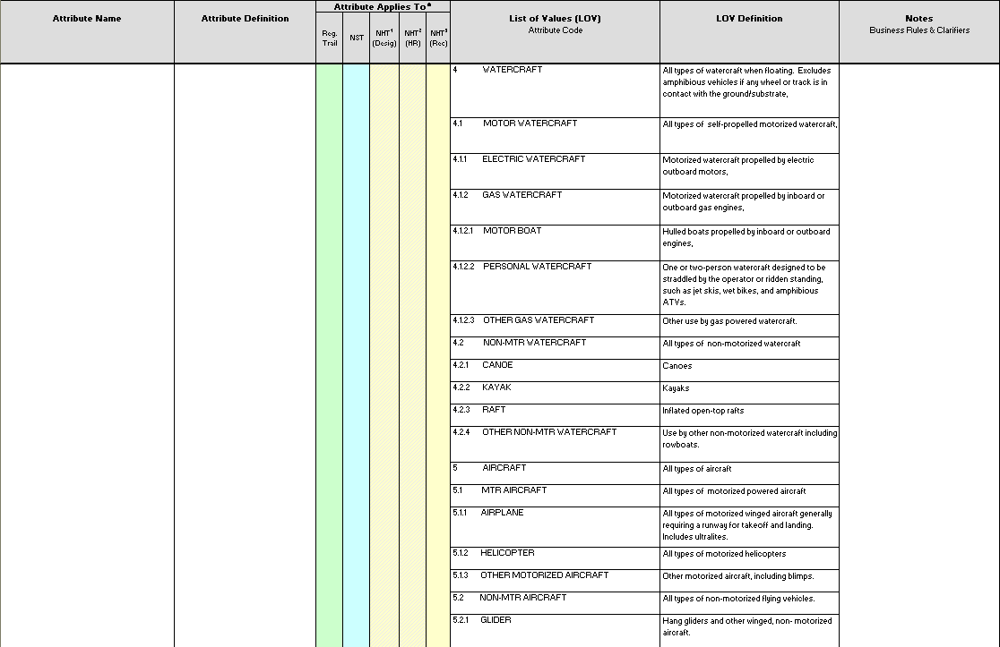 Attribute Name
Attribute Definition
Attribute Applies To*
Reg. Trail
NST
NHT¹ (Desig)
NHT² (HR)
NHT³ (Rec)
List of Values (LOV)
Attribute Code
LOV Definition
Notes
Business Rules & Clarifiers
4 WATERCRAFT
All types of watercraft when floating. Excludes
amphibious vehicles if any wheel or track is in
contact with the ground/substrate,
4.1 MOTOR WATERCRAFT
All types of self-propelled motorized watercraft,
4.1.1 ELECTRIC WATERCRAFT
Motorized watercraft propelled by electric
outboard motors,
4.1.2 GAS WATERCRAFT
Motorized watercraft propelled by inboard or
outboard gas engines,
4.1.2.1 MOTOR BOAT
Hulled boats propelled by inboard or outboard
engines,
4.1.2.2 PERSONAL WATERCRAFT
One or two-person watercraft designed to be
straddled by the operator or ridden standing,
such as jet skis, wet bikes, and amphibious
ATVs.
4.1.2.3 OTHER GAS WATERCRAFT
Other use by gas powered watercraft.
4.2 NON-MTR WATERCRAFT
All types of non-motorized watercraft
4.2.1 CANOE
Canoes
4.2.2 KAYAK
Kayaks
4.2.3 RAFT
Inflated open-top rafts
4.2.4 OTHER NON-MTR WATERCRAFT
Use by other non-motorized watercraft including
rowboats.
5 AIRCRAFT
All types of aircraft
5.1 MTR AIRCRAFT
All types of motorized powered aircraft
5.1.1 AIRPLANE
All types of motorized winged aircraft generally
requiring a runway for takeoff and landing.
Includes ultralites.
5.1.2 HELICOPTER
All types of motorized helicopters
5.1.3 OTHER MOTORIZED AIRCRAFT
Other motorized aircraft, including blimps.
5.2 NON-MTR AIRCRAFT
All types of non-motorized flying vehicles.
5.2.1 GLIDER
Hang gliders and other winged, non- motorized
aircraft.